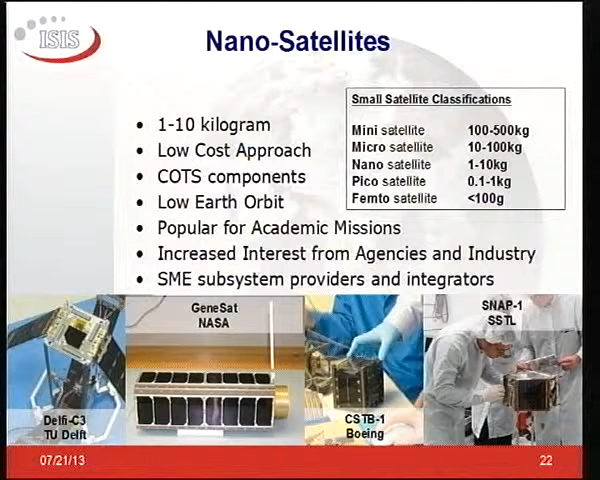 ISIS
Nano-Satellites
• 1-10 kilogram
• Low Cost Approach
• COTS components
• Low Earth Orbit
• Popular for Academic Missions
• Increased Interest from Agencies and Industry
• SME subsystem providers and integrators
Small Satellite Classifications
Mini satellite 100-500kg
Micro satellite 10-100kg
Nano satellite 1-10kg
Pico satellite 0.1-1kg
Femto satellite <100g
Delfi-C3
TU Delft
GeneSat
NASA
CSTB-1
Boeing
SNAP-1
SSTL
07/21/13
22